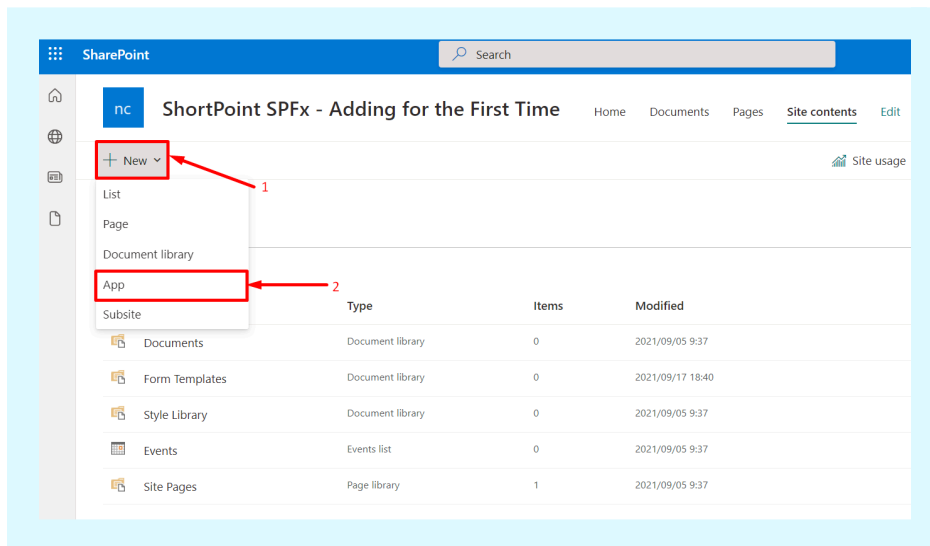 SharePoint
Search
nc
ShortPoint SPFx - Adding for the First Time
Home Documents Pages Site contents Edit
New
Site usage
1
List
Page
Document library
App
2
Subsite
Type Items Modified
Documents Document library 0 2021/09/05 9:37
Form Templates Document library 0 2021/09/17 18:40
Style Library Document library 0 2021/09/05 9:37
Events Events list 0 2021/09/05 9:37
Site Pages Page library 1 2021/09/05 9:37